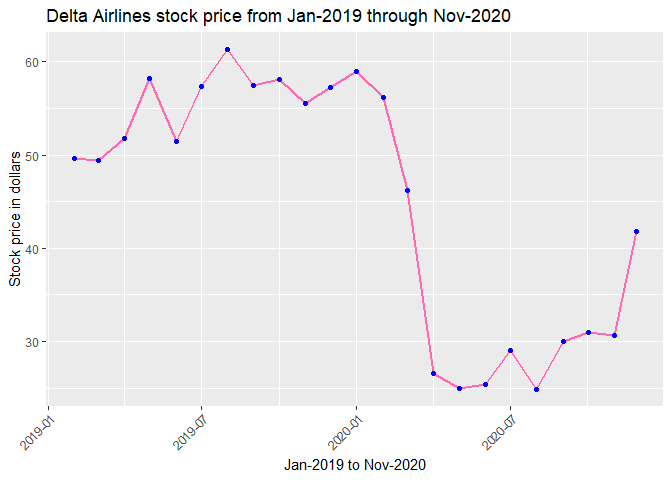 Delta Airlines stock price from Jan-2019 through Nov-2020
Stock price in dollars
60
50
40
30
2019-01
2019-07
2020-01
2020-07
Jan-2019 to Nov-2020